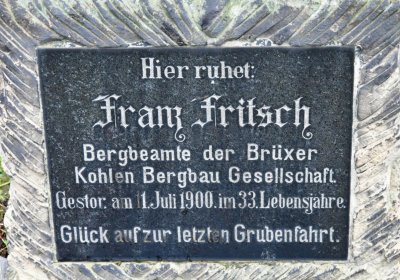 Hier ruhet:
Franz Fritsch
Bergbeamte der Brüxer
Kohlen Bergbau Gesellschaft.
Gestor. am 11. Juli 1900. im 33. Lebensjahre.
Glück auf zur letzten Grubenfahrt.